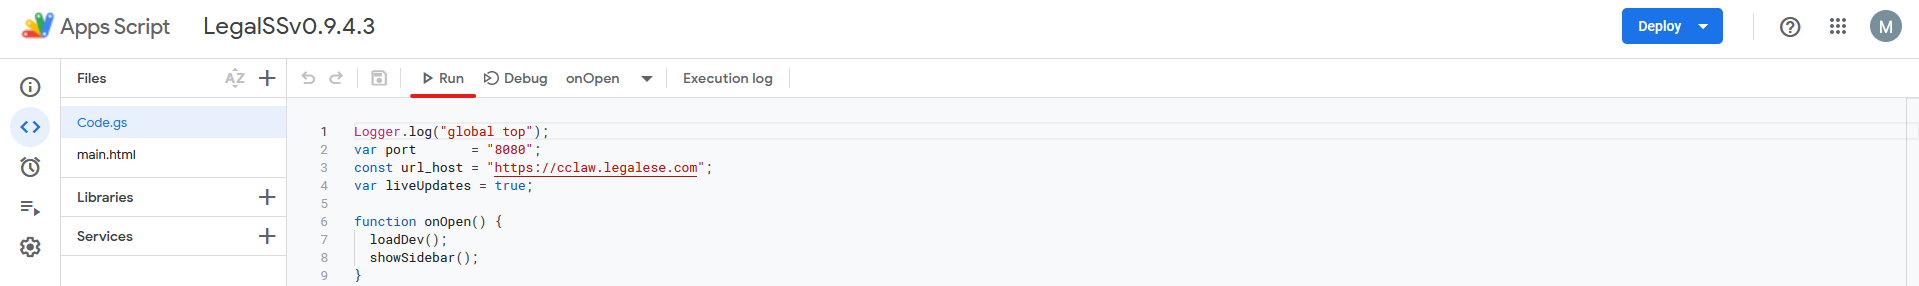 Apps Script LegalSSv0.9.4.3 Deploy M
Files AZ Run Debug onOpen Execution log
Code.gs
main.html
Libraries
Services
1 Logger.log("global top");
2 var port       = "8080";
3 const url_host = "https://cclaw.legalese.com";
4 var liveUpdates = true;
5
6 function onOpen() {
7   loadDev();
8   showSidebar();
9 }